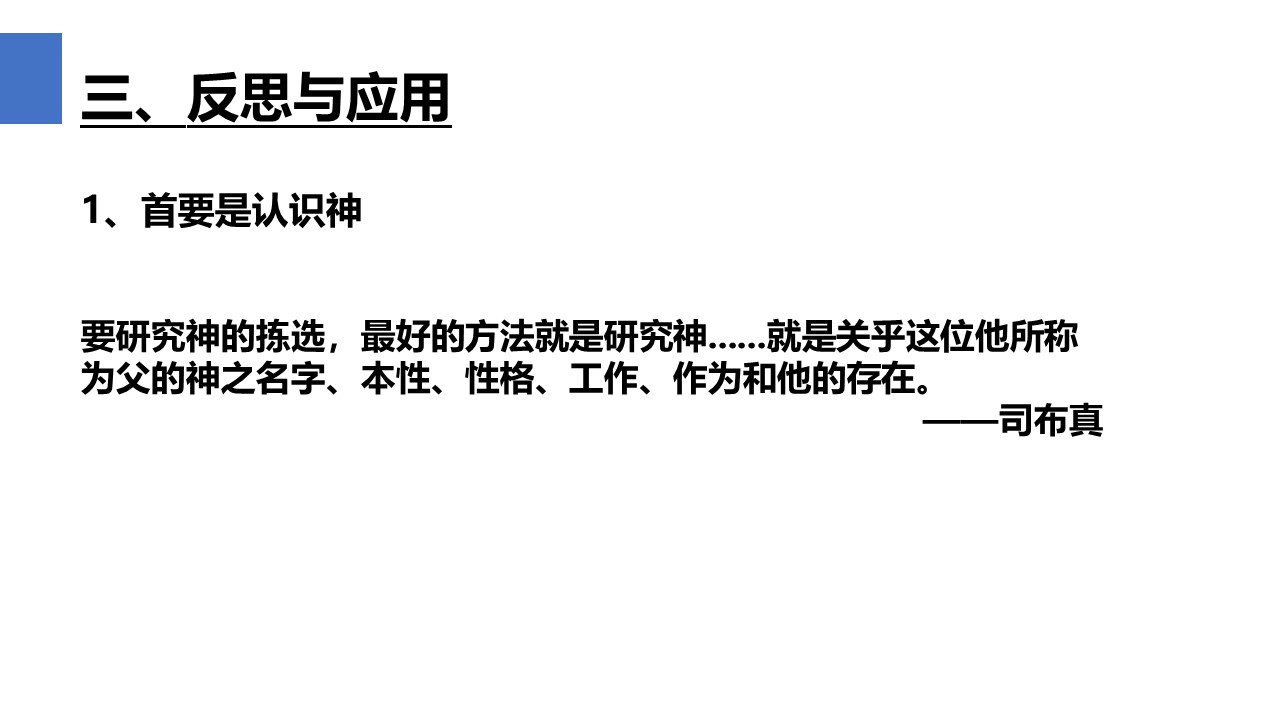 三、反思与应用
1、首要是认识神
要研究神的拣选，最好的方法就是研究神……就是关乎这位他所称
为父的神之名字、本性、性格、工作、作为和他的存在。
——司布真